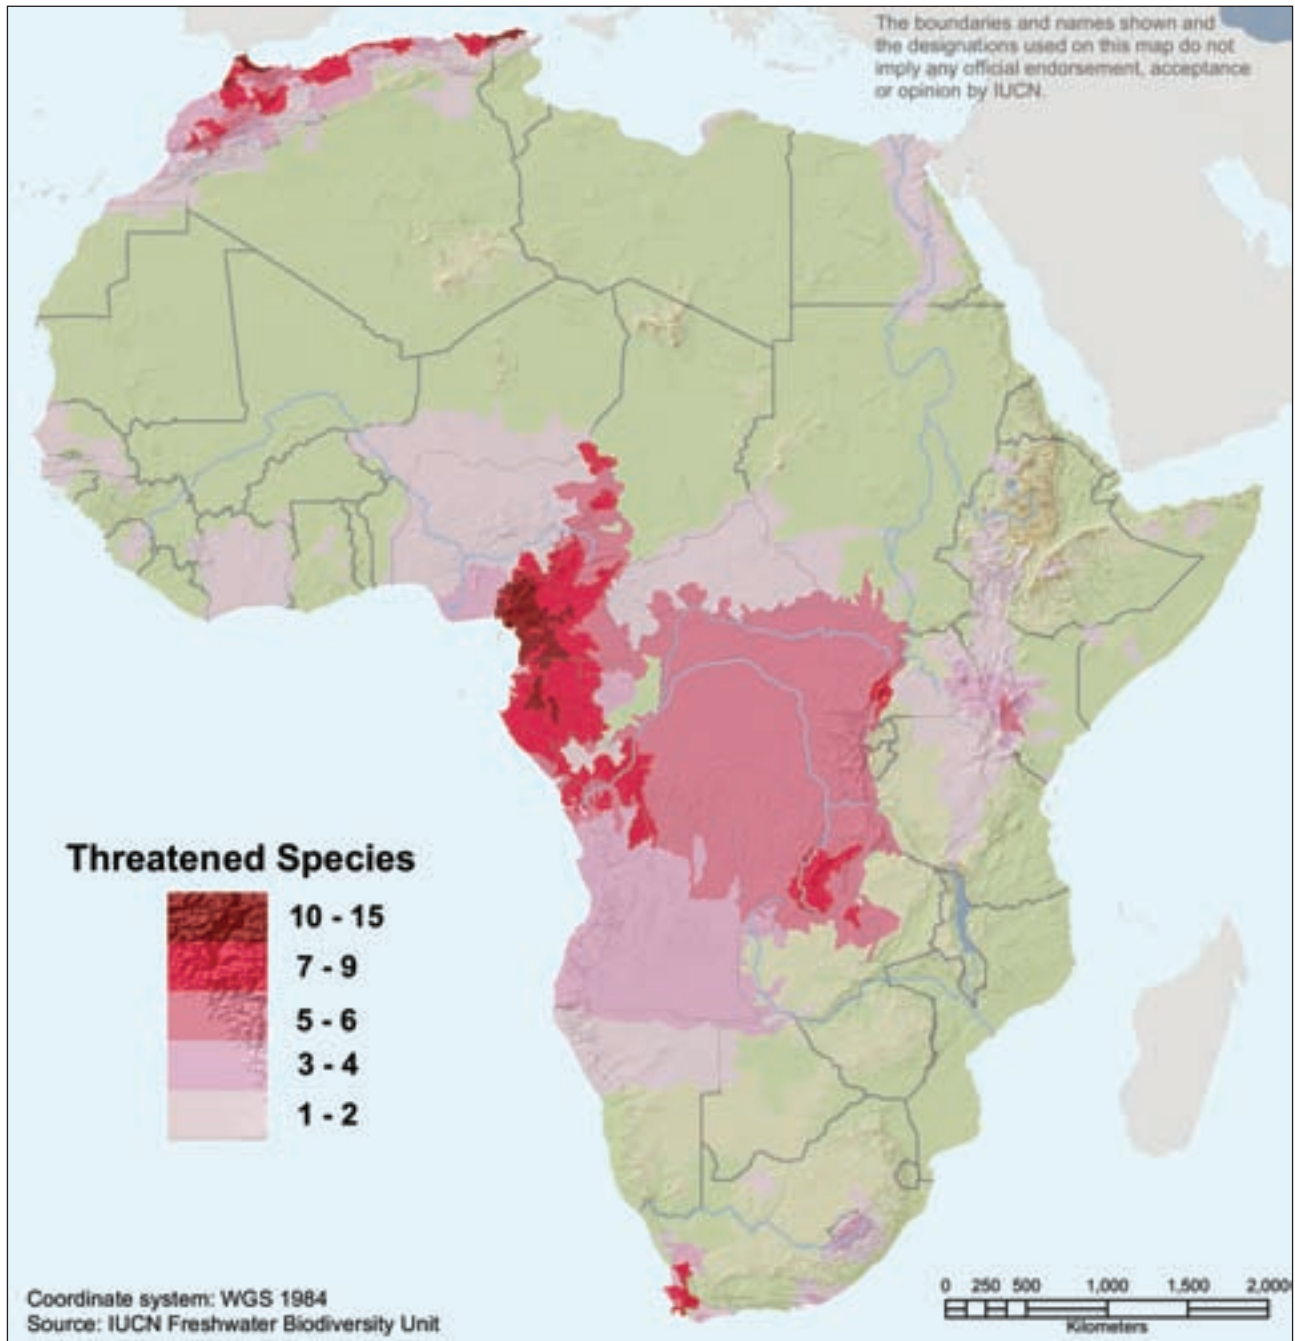 The boundaries and names shown and
the designations used on this map do not
imply any official endorsement, acceptance
or opinion by IUCN.
Threatened Species
10 - 15
7 - 9
5 - 6
3 - 4
1 - 2
Coordinate system: WGS 1984
Source: IUCN Freshwater Biodiversity Unit
0 250 500 1,000 1,500 2,000
Kilometers